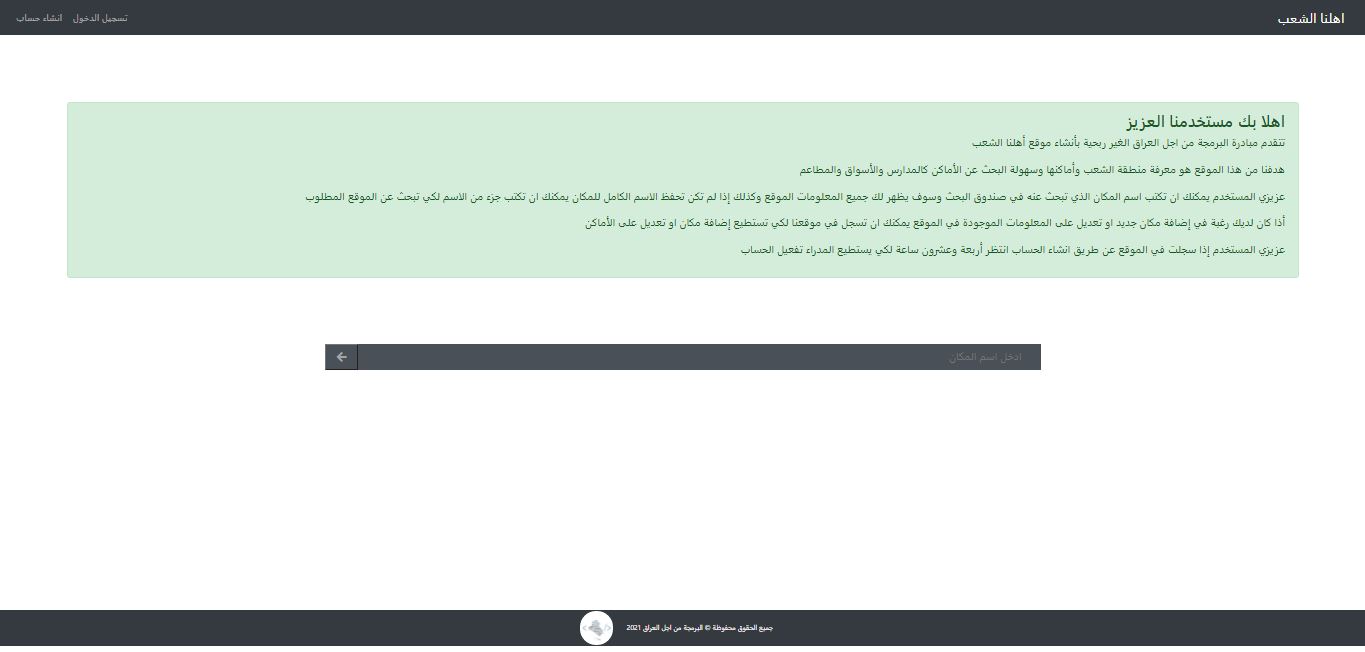 اهلنا الشعب
تسجيل الدخول
انشاء حساب
اهلا بك مستخدمنا العزيز
تتقدم مبادرة البرمجة من اجل العراق الغير ربحية بأنشاء موقع أهلنا الشعب
هدفنا من هذا الموقع هو معرفة منطقة الشعب وأماكنها وسهولة البحث عن الأماكن كالمدارس والأسواق والمطاعم
عزيزي المستخدم يمكنك ان تكتب اسم المكان الذي تبحث عنه في صندوق البحث وسوف يظهر لك جميع المعلومات الموقع وكذلك إذا لم تكن تحفظ الاسم الكامل للمكان يمكنك ان تكتب جزء من الاسم لكي تبحث عن الموقع المطلوب
أذا كان لديك رغبة في إضافة مكان جديد او تعديل على المعلومات الموجودة في الموقع يمكنك ان تسجل في موقعنا لكي تستطيع إضافة مكان او تعديل على الأماكن
عزيزي المستخدم إذا سجلت في الموقع عن طريق انشاء الحساب انتظر أربعة وعشرون ساعة لكي يستطيع المدراء تفعيل الحساب
ادخل اسم المكان
جميع الحقوق محفوظة © البرمجة من اجل العراق 2021